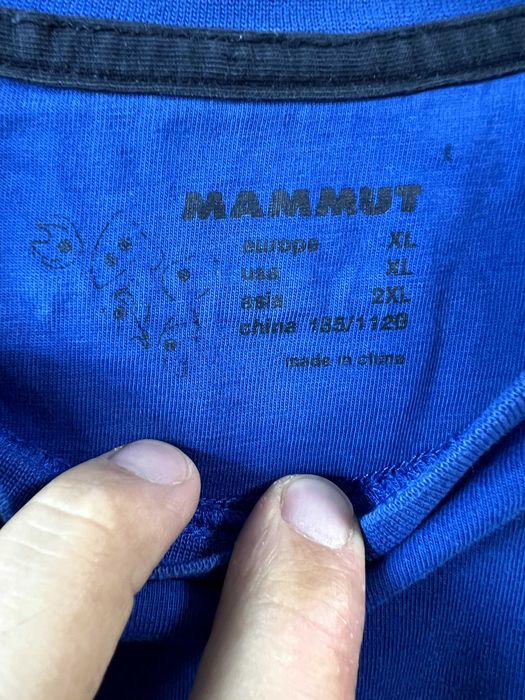 MAMMUT
europe XL
usa XL
asia 2XL
china 185/112B
made in china